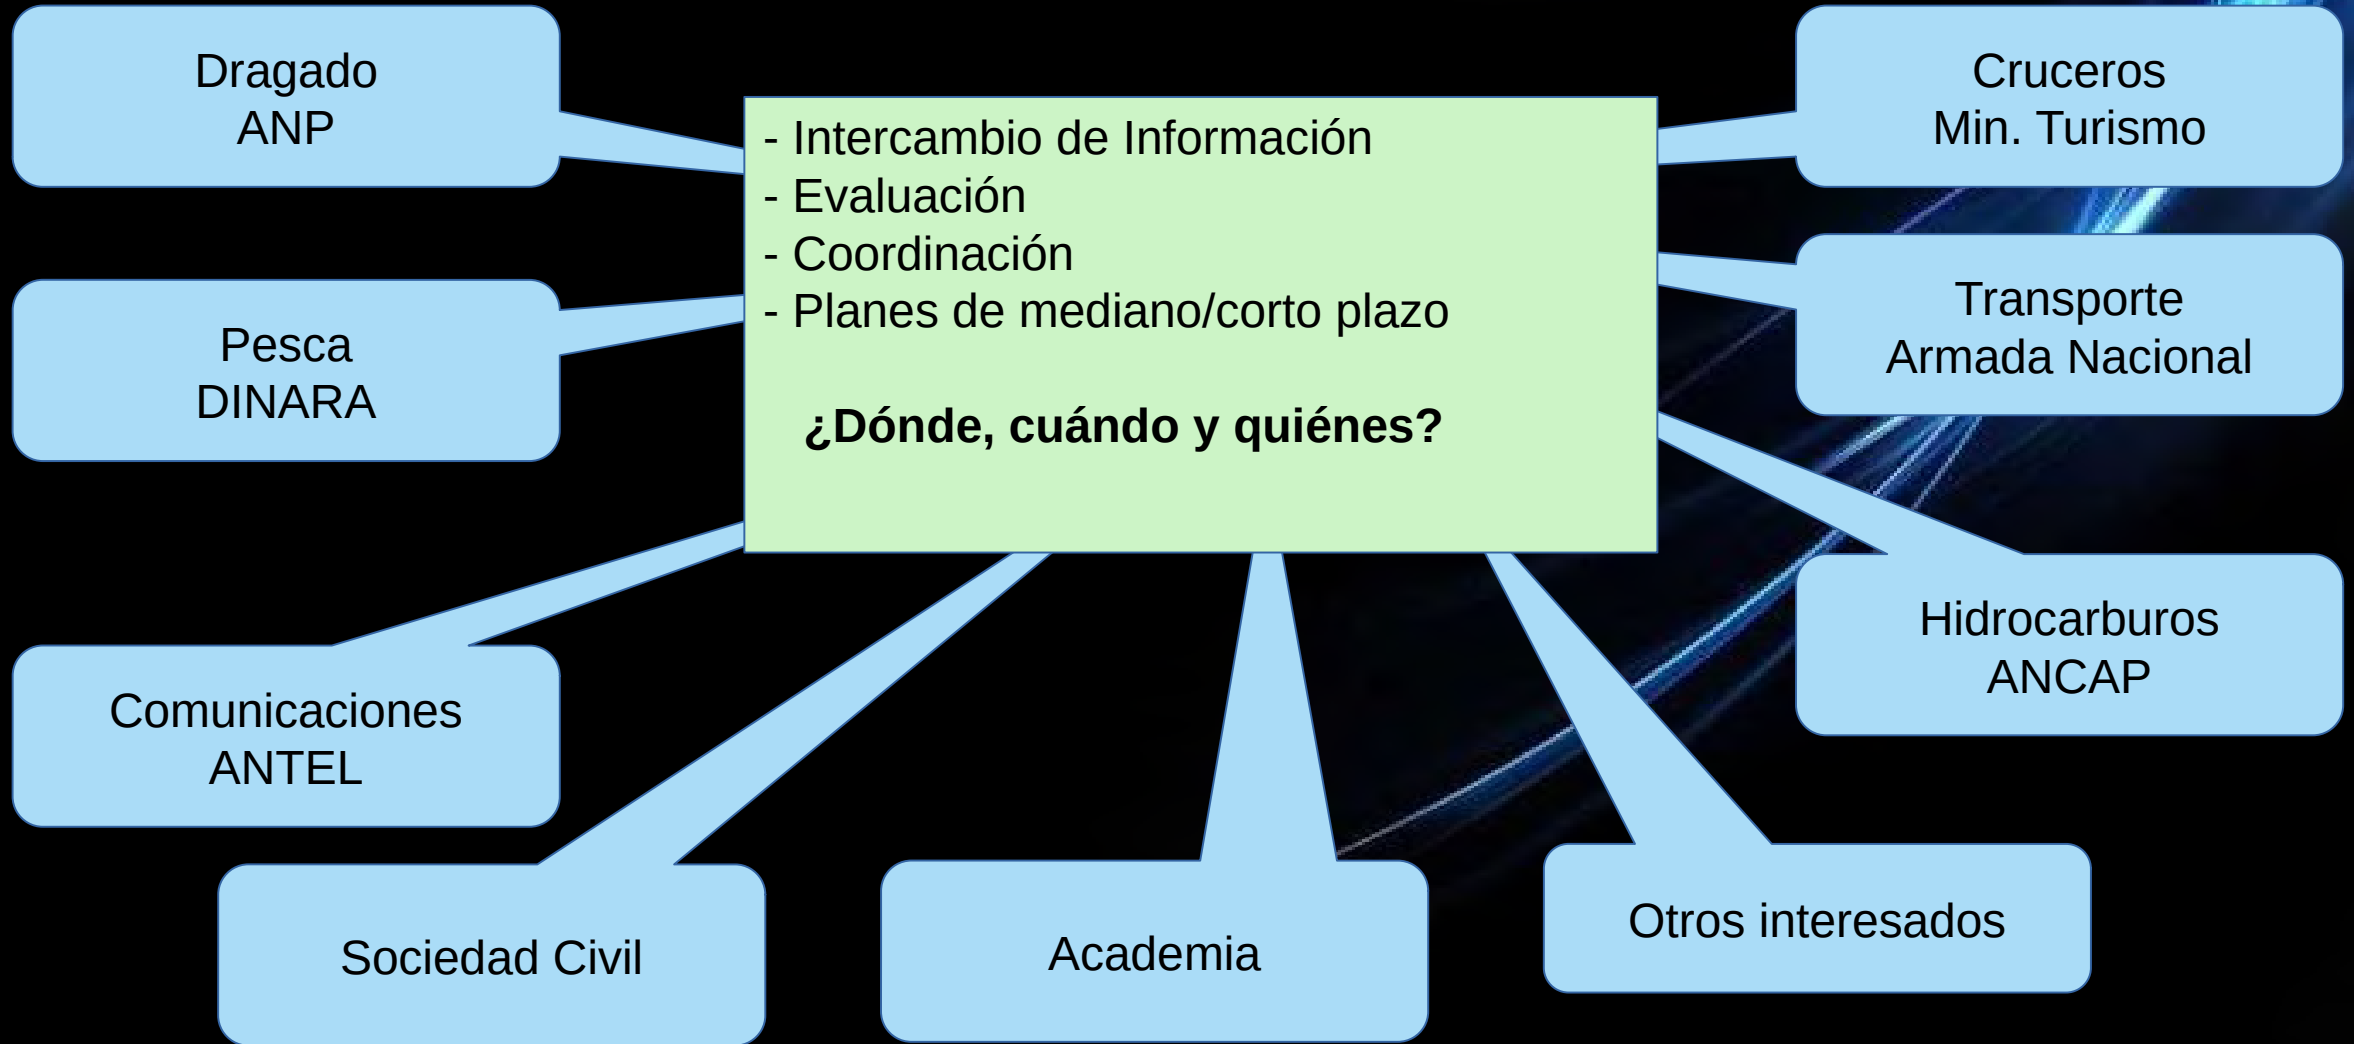 Dragado
ANP
Cruceros
Min. Turismo
- Intercambio de Información
- Evaluación
- Coordinación
- Planes de mediano/corto plazo
¿Dónde, cuándo y quiénes?
Pesca
DINARA
Transporte
Armada Nacional
Hidrocarburos
ANCAP
Comunicaciones
ANTEL
Sociedad Civil
Academia
Otros interesados